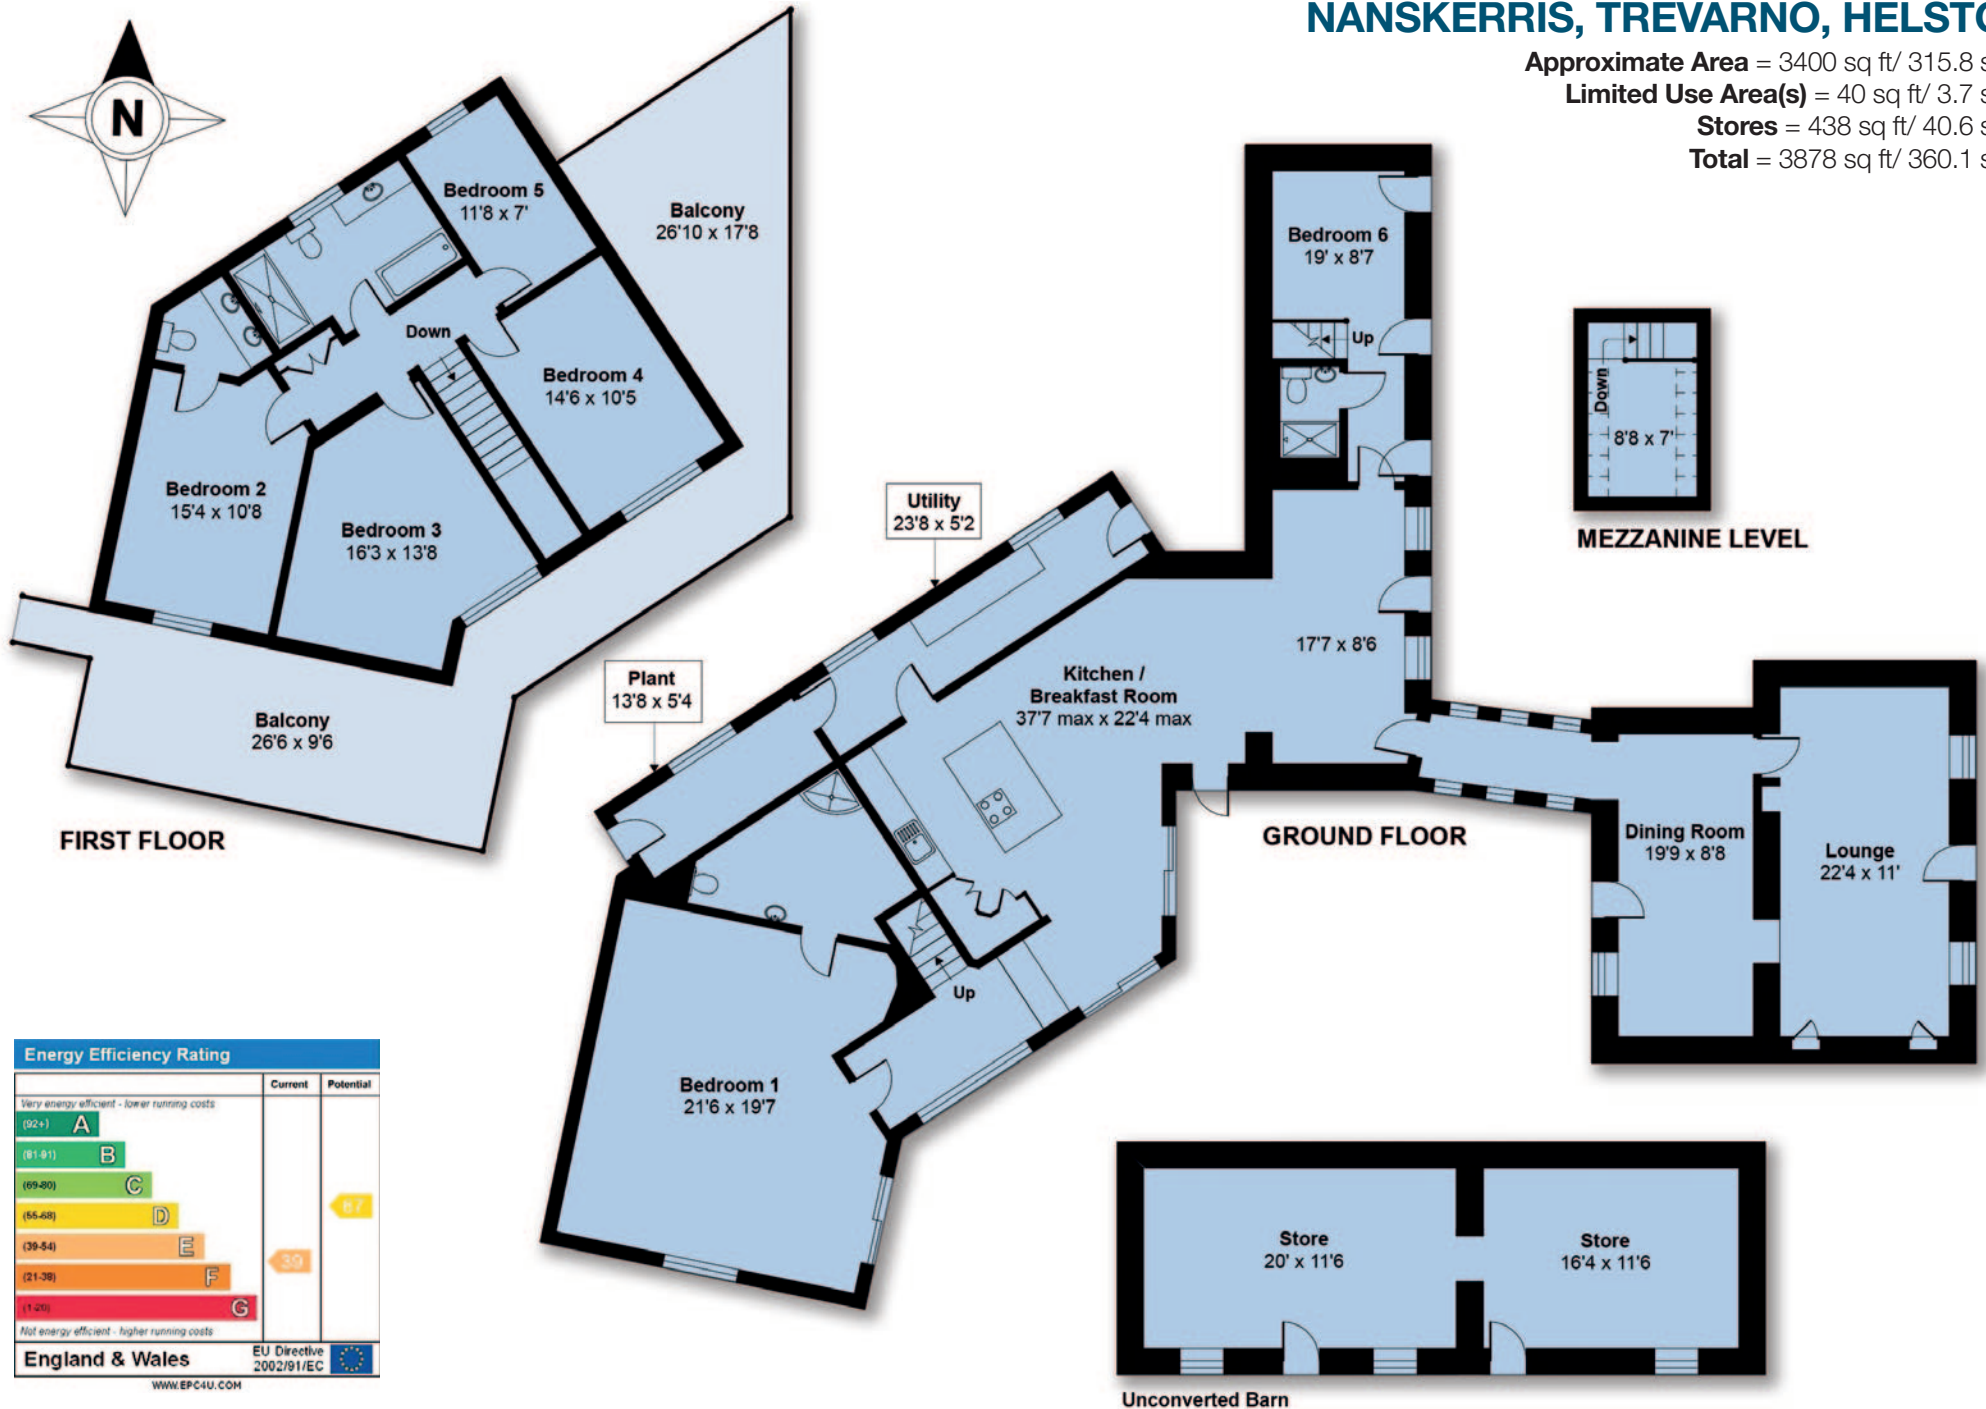 NANSKERRIS, TREVARNO, HELSTO
Approximate Area = 3400 sq ft/ 315.8 s
Limited Use Area(s) = 40 sq ft/ 3.7 s
Stores = 438 sq ft/ 40.6 s
Total = 3878 sq ft/ 360.1 s
N
Bedroom 5
11'8 x 7'
Balcony
26'10 x 17'8
Down
Bedroom 4
14'6 x 10'5
Bedroom 2
15'4 x 10'8
Bedroom 3
16'3 x 13'8
Balcony
26'6 x 9'6
FIRST FLOOR
Bedroom 6
19' x 8'7
Up
Down
8'8 x 7'
MEZZANINE LEVEL
Utility
23'8 x 5'2
17'7 x 8'6
Plant
13'8 x 5'4
Kitchen /
Breakfast Room
37'7 max x 22'4 max
GROUND FLOOR
Dining Room
19'9 x 8'8
Lounge
22'4 x 11'
Up
Bedroom 1
21'6 x 19'7
Energy Efficiency Rating
Current Potential
Very energy efficient - lower running costs
(92+) A
(81-91) B
(69-80) C
(55-68) D
67
(39-54) E
39
(21-38) F
(1-20) G
Not energy efficient - higher running costs
England & Wales
EU Directive
2002/91/EC
WWW.EPC4U.COM
Store
20' x 11'6
Store
16'4 x 11'6
Unconverted Barn